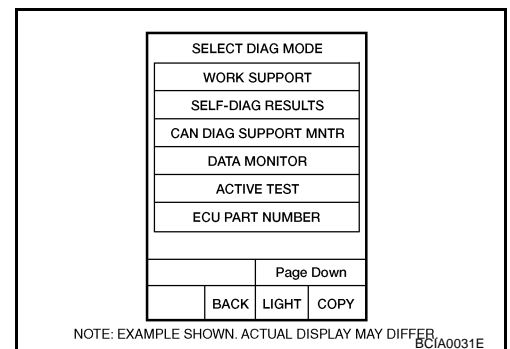 SELECT DIAG MODE
WORK SUPPORT
SELF-DIAG RESULTS
CAN DIAG SUPPORT MNTR
DATA MONITOR
ACTIVE TEST
ECU PART NUMBER
Page Down
BACK LIGHT COPY
NOTE: EXAMPLE SHOWN. ACTUAL DISPLAY MAY DIFFER.
BCIA0031E